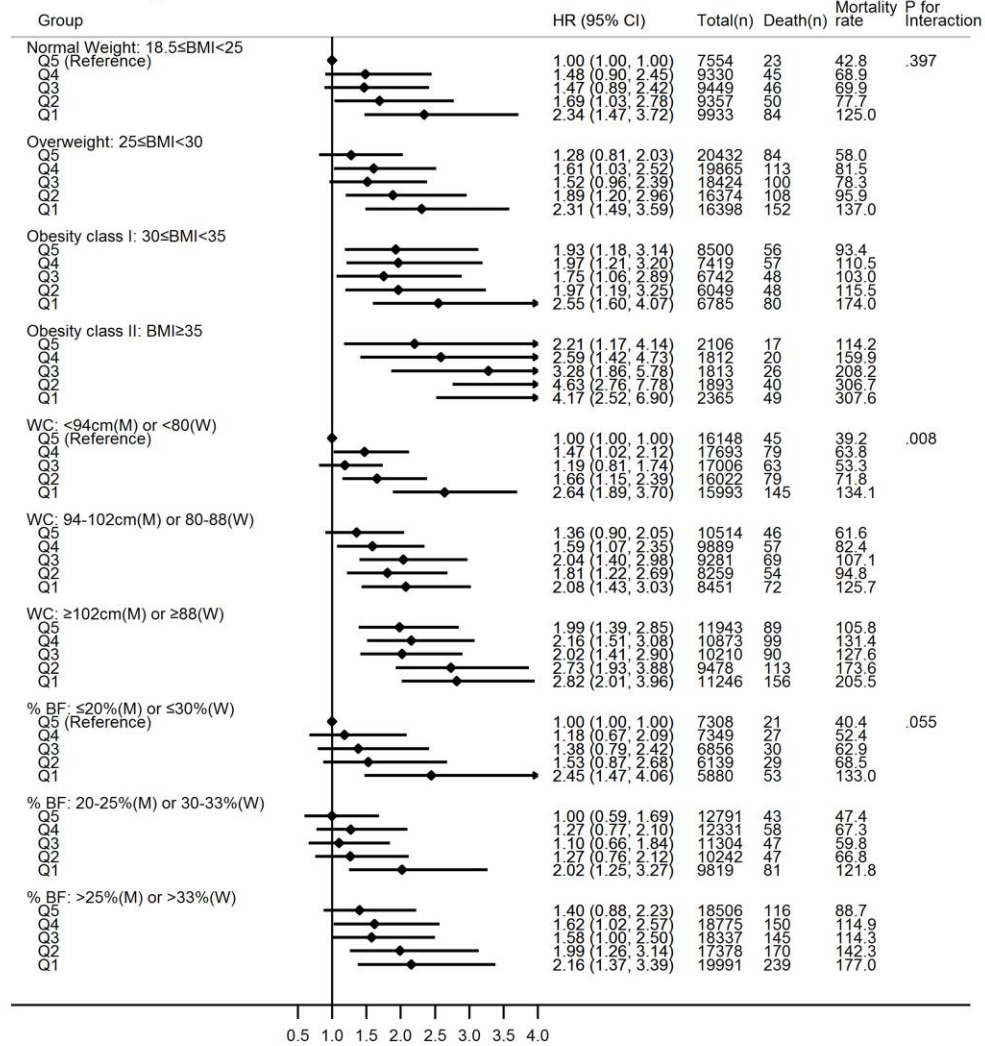 Group HR (95% CI) Total(n) Death(n) Mortality rate P for Interaction
Normal Weight: 18.5≤BMI<25
Q5 (Reference) 1.00 (1.00, 1.00) 7554 23 42.8 .397
Q4 1.48 (0.90, 2.45) 9330 45 68.9
Q3 1.47 (0.89, 2.42) 9449 46 69.9
Q2 1.69 (1.03, 2.78) 9357 50 77.7
Q1 2.34 (1.47, 3.72) 9933 84 125.0
Overweight: 25≤BMI<30
Q5 1.28 (0.81, 2.03) 20432 84 58.0
Q4 1.61 (1.03, 2.52) 19865 113 81.5
Q3 1.52 (0.96, 2.39) 18424 100 78.3
Q2 1.89 (1.20, 2.96) 16374 108 95.9
Q1 2.31 (1.49, 3.59) 16398 152 137.0
Obesity class I: 30≤BMI<35
Q5 1.93 (1.18, 3.14) 8500 56 93.4
Q4 1.97 (1.21, 3.20) 7419 57 110.5
Q3 1.75 (1.06, 2.89) 6742 48 103.0
Q2 1.97 (1.19, 3.25) 6049 48 115.5
Q1 2.55 (1.60, 4.07) 6785 80 174.0
Obesity class II: BMI≥35
Q5 2.21 (1.17, 4.14) 2106 17 114.2
Q4 2.59 (1.42, 4.73) 1812 20 159.9
Q3 3.28 (1.86, 5.78) 1813 26 208.2
Q2 4.63 (2.76, 7.78) 1893 40 306.7
Q1 4.17 (2.52, 6.90) 2365 49 307.6
WC: <94cm(M) or <80(W)
Q5 (Reference) 1.00 (1.00, 1.00) 16148 45 39.2 .008
Q4 1.47 (1.02, 2.12) 17693 79 63.8
Q3 1.19 (0.81, 1.74) 17006 63 53.3
Q2 1.66 (1.15, 2.39) 16022 79 71.8
Q1 2.64 (1.89, 3.70) 15993 145 134.1
WC: 94-102cm(M) or 80-88(W)
Q5 1.36 (0.90, 2.05) 10514 46 61.6
Q4 1.59 (1.07, 2.35) 9889 57 82.4
Q3 2.04 (1.40, 2.98) 9281 69 107.1
Q2 1.81 (1.22, 2.69) 8259 54 94.8
Q1 2.08 (1.43, 3.03) 8451 72 125.7
WC: ≥102cm(M) or ≥88(W)
Q5 1.99 (1.39, 2.85) 11943 89 105.8
Q4 2.16 (1.51, 3.08) 10873 99 131.4
Q3 2.02 (1.41, 2.90) 10210 90 127.6
Q2 2.73 (1.93, 3.88) 9478 113 173.6
Q1 2.82 (2.01, 3.96) 11246 156 205.5
% BF: ≤20%(M) or ≤30%(W)
Q5 (Reference) 1.00 (1.00, 1.00) 7308 21 40.4 .055
Q4 1.18 (0.67, 2.09) 7349 27 52.4
Q3 1.38 (0.79, 2.42) 6856 30 62.9
Q2 1.53 (0.87, 2.68) 6139 29 68.5
Q1 2.45 (1.47, 4.06) 5880 53 133.0
% BF: 20-25%(M) or 30-33%(W)
Q5 1.00 (0.59, 1.69) 12791 43 47.4
Q4 1.27 (0.77, 2.10) 12331 58 67.3
Q3 1.10 (0.66, 1.84) 11304 47 59.8
Q2 1.27 (0.76, 2.12) 10242 47 66.8
Q1 2.02 (1.25, 3.27) 9819 81 121.8
% BF: >25%(M) or >33%(W)
Q5 1.40 (0.88, 2.23) 18506 116 88.7
Q4 1.62 (1.02, 2.57) 18775 150 114.9
Q3 1.58 (1.00, 2.50) 18337 145 114.3
Q2 1.99 (1.26, 3.14) 17378 170 142.3
Q1 2.16 (1.37, 3.39) 19991 239 177.0
0.5 1.0 1.5 2.0 2.5 3.0 3.5 4.0